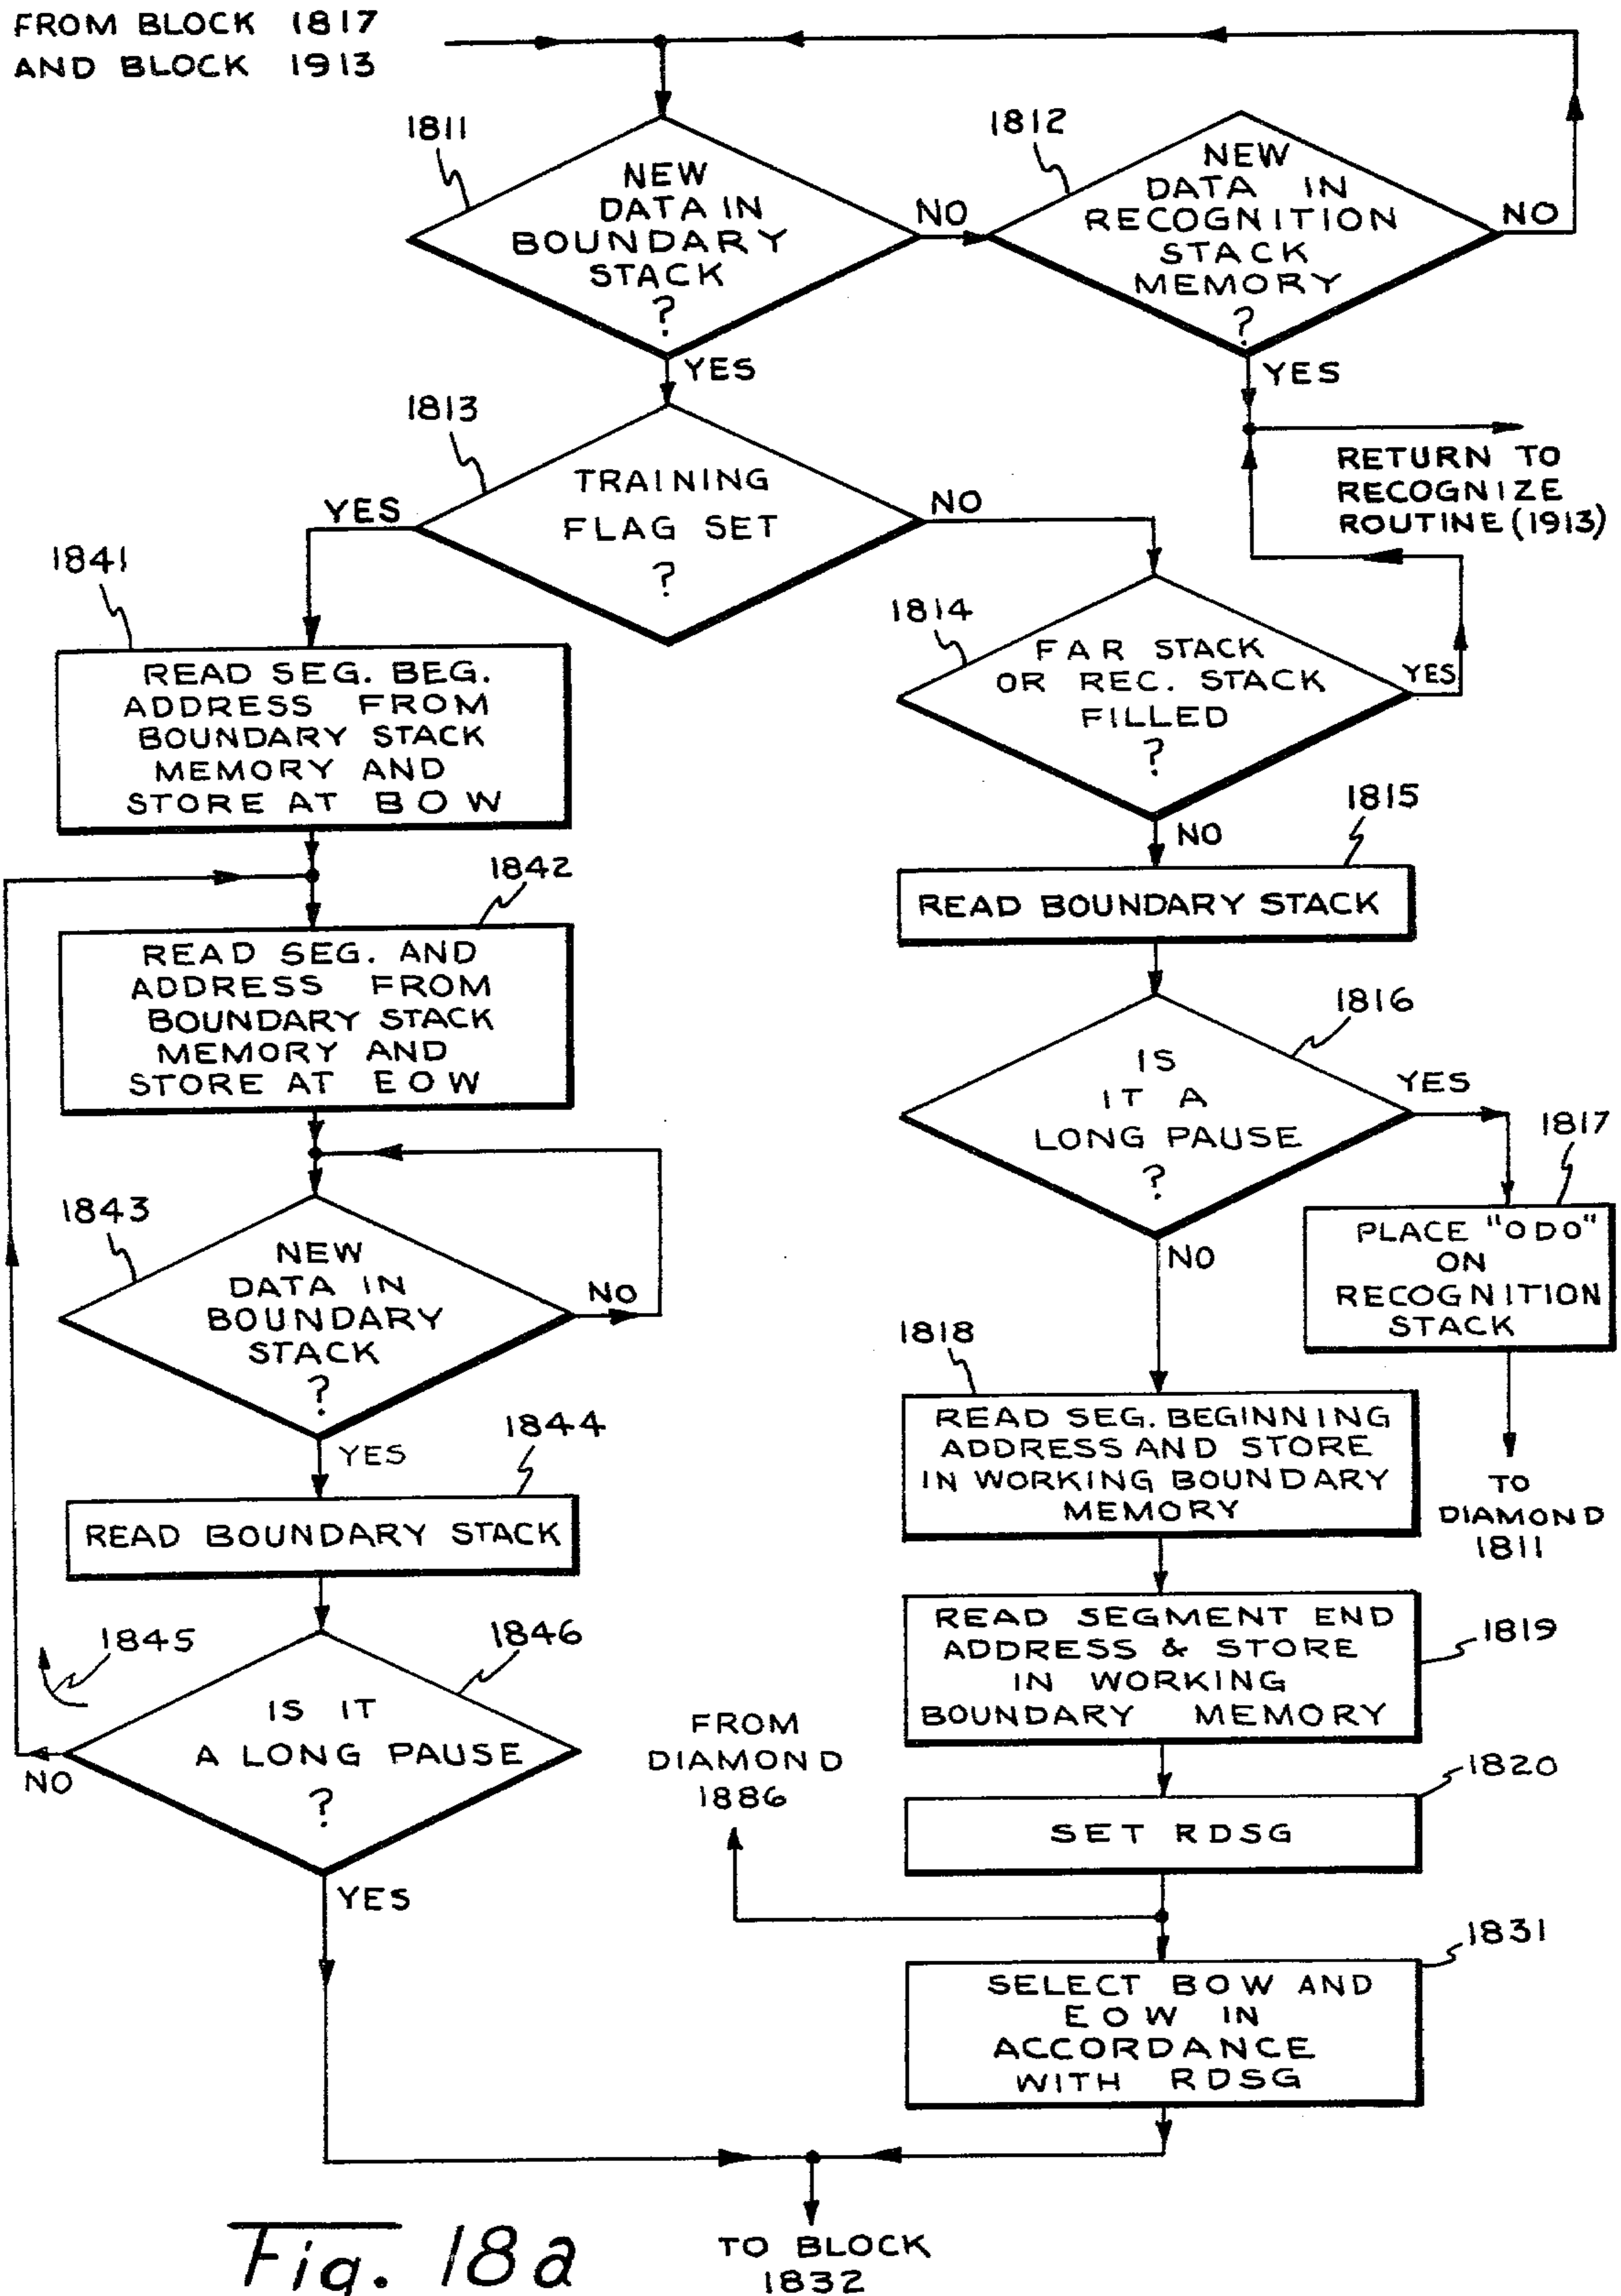 FROM BLOCK 1817
AND BLOCK 1913
1811
NEW
DATA IN
BOUNDARY
STACK
?
NO
YES
1812
NEW
DATA IN
RECOGNITION
STACK
MEMORY
?
NO
YES
RETURN TO
RECOGNIZE
ROUTINE (1913)
1813
TRAINING
FLAG SET
?
YES
NO
1841
READ SEG. BEG.
ADDRESS FROM
BOUNDARY STACK
MEMORY AND
STORE AT BOW
1842
READ SEG. AND
ADDRESS FROM
BOUNDARY STACK
MEMORY AND
STORE AT EOW
1843
NEW
DATA IN
BOUNDARY
STACK
?
NO
YES
1844
READ BOUNDARY STACK
1845
1846
IS IT
A LONG PAUSE
?
NO
YES
1814
FAR STACK
OR REC. STACK
FILLED
?
YES
NO
1815
READ BOUNDARY STACK
1816
IS
IT A
LONG PAUSE
?
YES
NO
1817
PLACE "ODO"
ON
RECOGNITION
STACK
TO
DIAMOND
1811
1818
READ SEG. BEGINNING
ADDRESS AND STORE
IN WORKING BOUNDARY
MEMORY
1819
READ SEGMENT END
ADDRESS & STORE
IN WORKING
BOUNDARY MEMORY
1820
SET RDSG
FROM
DIAMOND
1886
1831
SELECT BOW AND
EOW IN
ACCORDANCE
WITH RDSG
TO BLOCK
1832
Fig. 18a